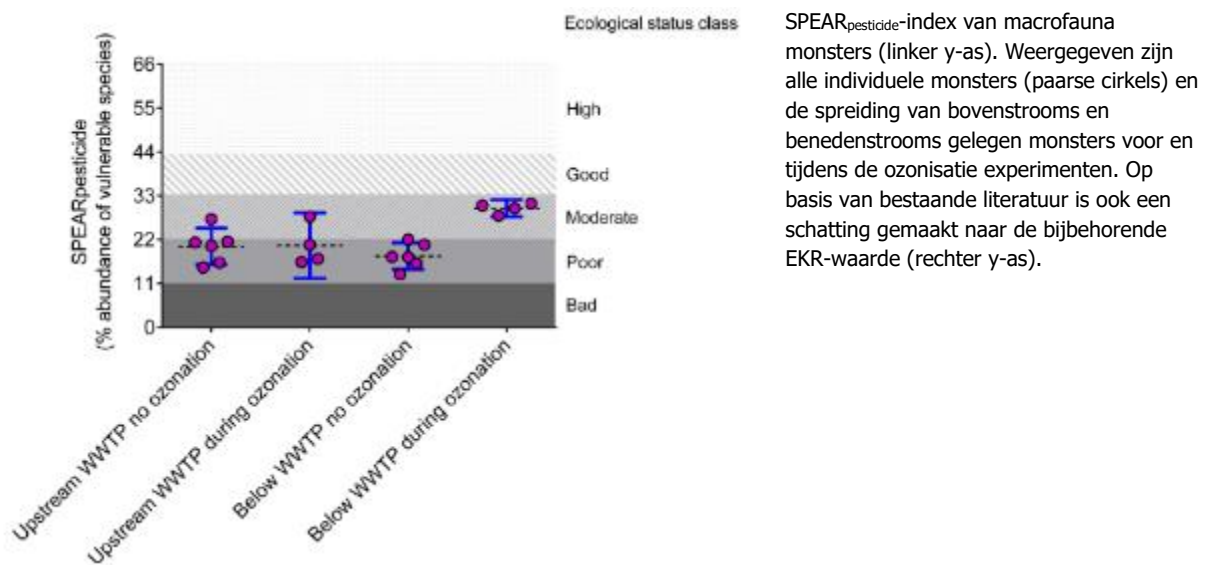 Ecological status class
66
55
44
33
22
11
0
SPEARpesticide
(% abundance of vulnerable species)
High
Good
Moderate
Poor
Bad
Upstream WWTP no ozonation
Upstream WWTP during ozonation
Below WWTP no ozonation
Below WWTP during ozonation
SPEARpesticide-index van macrofauna
monsters (linker y-as). Weergegeven zijn
alle individuele monsters (paarse cirkels) en
de spreiding van bovenstrooms en
benedenstrooms gelegen monsters voor en
tijdens de ozonisatie experimenten. Op
basis van bestaande literatuur is ook een
schatting gemaakt naar de bijbehorende
EKR-waarde (rechter y-as).